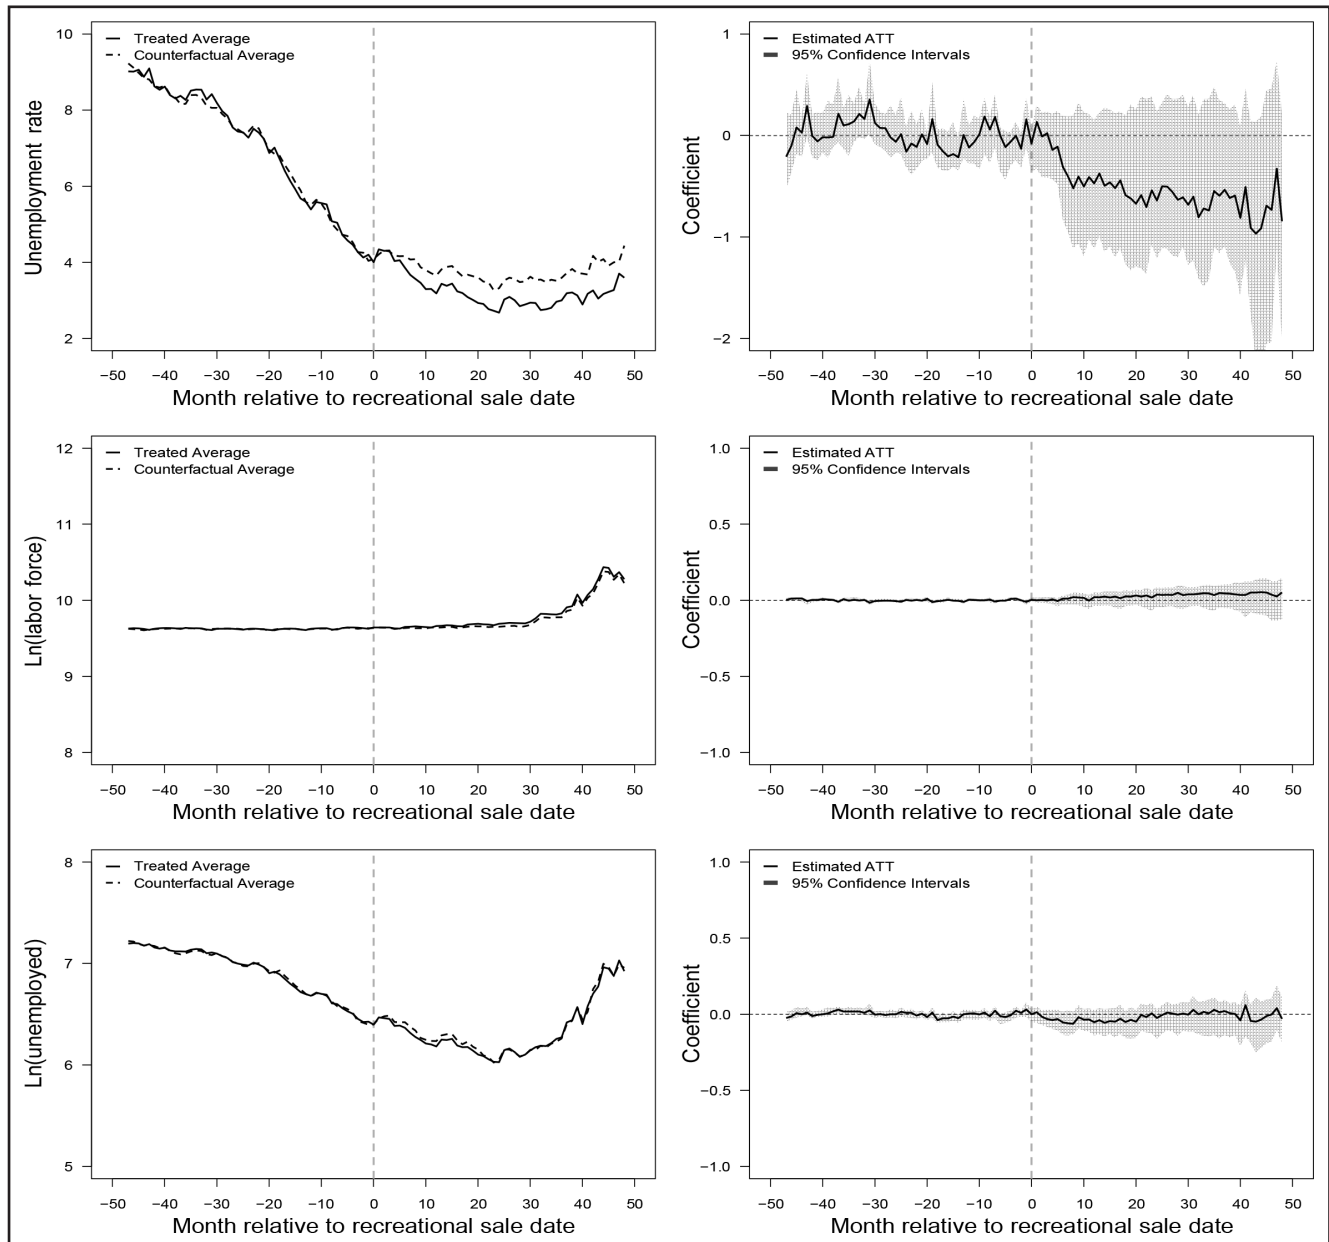 Treated Average
Counterfactual Average
Unemployment rate
10
8
6
4
2
−50 −40 −30 −20 −10 0 10 20 30 40 50
Month relative to recreational sale date
Estimated ATT
95% Confidence Intervals
Coefficient
1
0
−1
−2
−50 −40 −30 −20 −10 0 10 20 30 40 50
Month relative to recreational sale date
Treated Average
Counterfactual Average
Ln(labor force)
12
11
10
9
8
−50 −40 −30 −20 −10 0 10 20 30 40 50
Month relative to recreational sale date
Estimated ATT
95% Confidence Intervals
Coefficient
1.0
0.5
0.0
−0.5
−1.0
−50 −40 −30 −20 −10 0 10 20 30 40 50
Month relative to recreational sale date
Treated Average
Counterfactual Average
Ln(unemployed)
8
7
6
5
−50 −40 −30 −20 −10 0 10 20 30 40 50
Month relative to recreational sale date
Estimated ATT
95% Confidence Intervals
Coefficient
1.0
0.5
0.0
−0.5
−1.0
−50 −40 −30 −20 −10 0 10 20 30 40 50
Month relative to recreational sale date